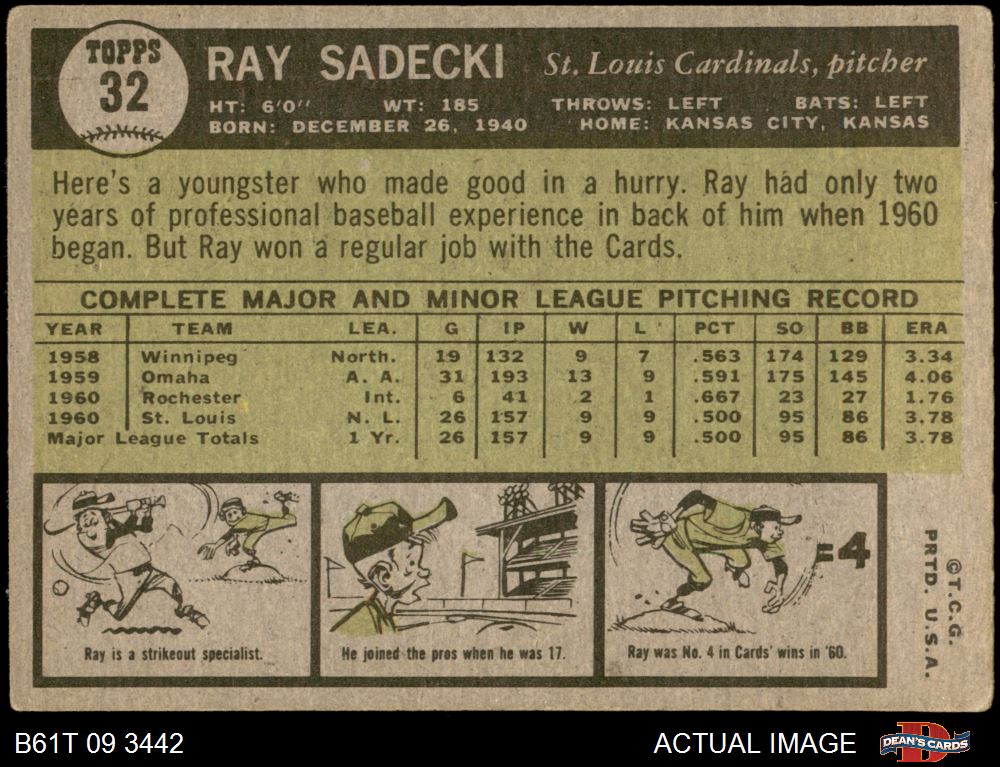 TOPPS
32
RAY SADECKI St. Louis Cardinals, pitcher
HT: 6'0" WT: 185 THROWS: LEFT BATS: LEFT
BORN: DECEMBER 26, 1940 HOME: KANSAS CITY, KANSAS
Here's a youngster who made good in a hurry. Ray had only two
years of professional baseball experience in back of him when 1960
began. But Ray won a regular job with the Cards.
COMPLETE MAJOR AND MINOR LEAGUE PITCHING RECORD
YEAR TEAM LEA. G IP W L PCT SO BB ERA
1958 Winnipeg North. 19 132 9 7 .563 174 129 3.34
1959 Omaha A. A. 31 193 13 9 .591 175 145 4.06
1960 Rochester Int. 6 41 2 1 .667 23 27 1.76
1960 St. Louis N. L. 26 157 9 9 .500 95 86 3.78
Major League Totals 1 Yr. 26 157 9 9 .500 95 86 3.78
=4
Ray is a strikeout specialist.
He joined the pros when he was 17.
Ray was No. 4 in Cards' wins in '60.
©T.C.G.
PRTD. U.S.A.
B61T 09 3442
ACTUAL IMAGE
D
DEAN'S CARDS